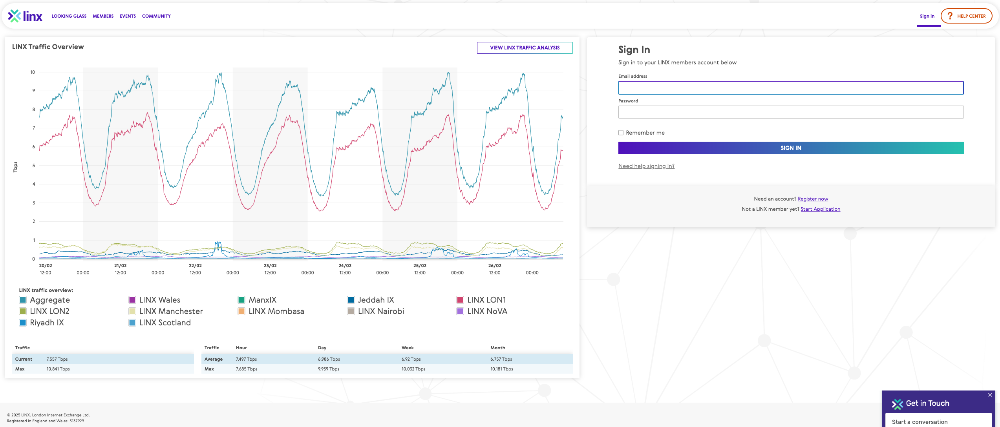 linx LOOKING GLASS MEMBERS EVENTS COMMUNITY Sign in ? HELP CENTER
LINX Traffic Overview
VIEW LINX TRAFFIC ANALYSIS
Tbps
10
9
8
7
6
5
4
3
2
1
0
20/02 21/02 22/02 23/02 24/02 25/02 26/02
12:00 00:00 12:00 00:00 12:00 00:00 12:00 00:00 12:00 00:00 12:00 00:00 12:00 00:00
LINX traffic overview:
Aggregate LINX Wales ManxIX Jeddah IX LINX LON1
LINX LON2 LINX Manchester LINX Mombasa LINX Nairobi LINX NoVA
Riyadh IX LINX Scotland
Traffic
Current 7.557 Tbps
Max 10.841 Tbps
Traffic Hour Day Week Month
Average 7.497 Tbps 6.986 Tbps 6.92 Tbps 6.757 Tbps
Max 7.685 Tbps 9.939 Tbps 10.032 Tbps 10.181 Tbps
Sign In
Sign in to your LINX members account below
Email address
Password
Remember me
SIGN IN
Need help signing in?
Need an account? Register now
Not a LINX member yet? Start Application
© 2025 LINX. London Internet Exchange Ltd.
Registered in England and Wales: 3137929
Get in Touch
Start a conversation